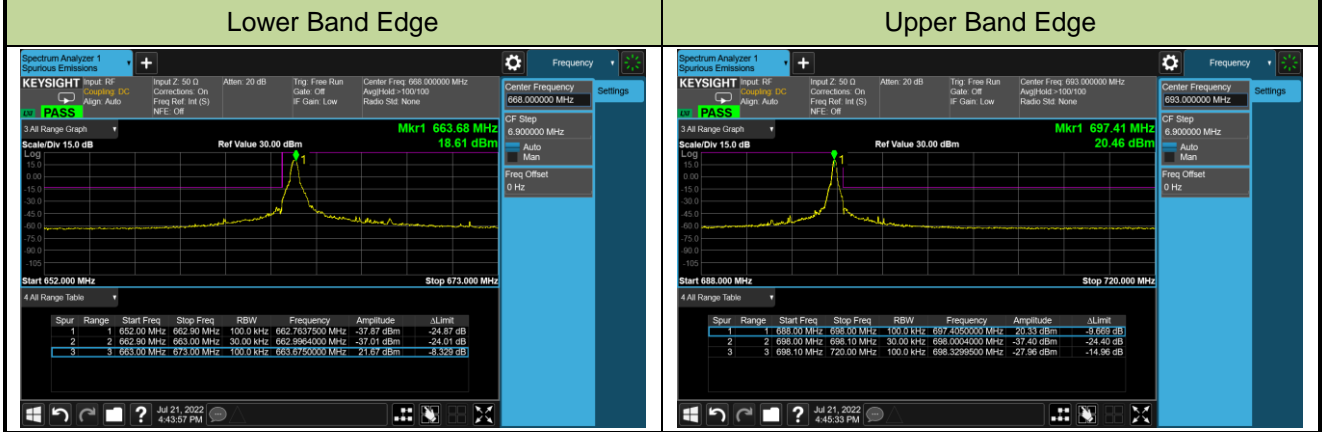 Lower Band Edge
Upper Band Edge
Spectrum Analyzer 1
Spurious Emissions
+
Frequency
KEYSIGHT
Input: RF
Coupling: DC
Align: Auto
Input Z: 50 Ω
Corrections: On
Freq Ref: Int (S)
NFE: Off
Atten: 20 dB
Trig: Free Run
Gate: Off
IF Gain: Low
Center Freq: 668.000000 MHz
Avg|Hold:>100/100
Radio Std: None
PASS
Center Frequency
668.000000 MHz
Settings
CF Step
6.900000 MHz
Auto
Man
Freq Offset
0 Hz
3 All Range Graph
Mkr1 663.68 MHz
Scale/Div 15.0 dB
Ref Value 30.00 dBm
18.61 dBm
Log
15.0
0.00
-15.0
-30.0
-45.0
-60.0
-75.0
-90.0
-105
1
Start 652.000 MHz
Stop 673.000 MHz
4 All Range Table
Spur Range Start Freq Stop Freq RBW Frequency Amplitude ΔLimit
1 1 652.00 MHz 662.90 MHz 100.0 kHz 662.7637500 MHz -37.87 dBm -24.87 dB
2 2 662.90 MHz 663.00 MHz 30.00 kHz 662.9964000 MHz -37.01 dBm -24.01 dB
3 3 663.00 MHz 673.00 MHz 100.0 kHz 663.6750000 MHz 21.67 dBm -8.329 dB
?
Jul 21, 2022
4:43:57 PM
Spectrum Analyzer 1
Spurious Emissions
+
Frequency
KEYSIGHT
Input: RF
Coupling: DC
Align: Auto
Input Z: 50 Ω
Corrections: On
Freq Ref: Int (S)
NFE: Off
Atten: 20 dB
Trig: Free Run
Gate: Off
IF Gain: Low
Center Freq: 693.000000 MHz
Avg|Hold:>100/100
Radio Std: None
PASS
Center Frequency
693.000000 MHz
Settings
CF Step
6.900000 MHz
Auto
Man
Freq Offset
0 Hz
3 All Range Graph
Mkr1 697.41 MHz
Scale/Div 15.0 dB
Ref Value 30.00 dBm
20.46 dBm
Log
15.0
0.00
-15.0
-30.0
-45.0
-60.0
-75.0
-90.0
-105
1
Start 688.000 MHz
Stop 720.000 MHz
4 All Range Table
Spur Range Start Freq Stop Freq RBW Frequency Amplitude ΔLimit
1 1 688.00 MHz 698.00 MHz 100.0 kHz 697.4050000 MHz 20.33 dBm -9.669 dB
2 2 698.00 MHz 698.10 MHz 30.00 kHz 698.0004000 MHz -37.40 dBm -24.40 dB
3 3 698.10 MHz 720.00 MHz 100.0 kHz 698.3299500 MHz -27.96 dBm -14.96 dB
?
Jul 21, 2022
4:45:33 PM